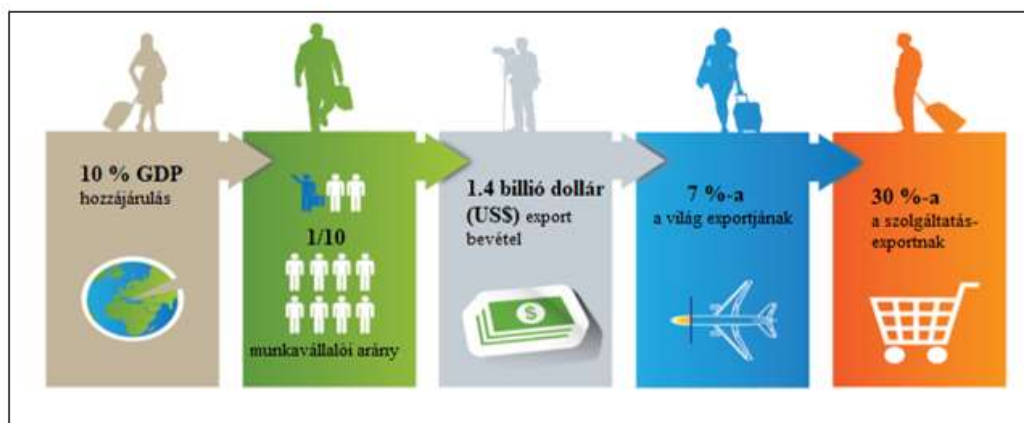 10 % GDP
hozzájárulás
1/10
munkavállalói arány
1.4 billió dollár
(US$) export
bevétel
$
7 %-a
a világ exportjának
30 %-a
a szolgáltatás-
exportnak